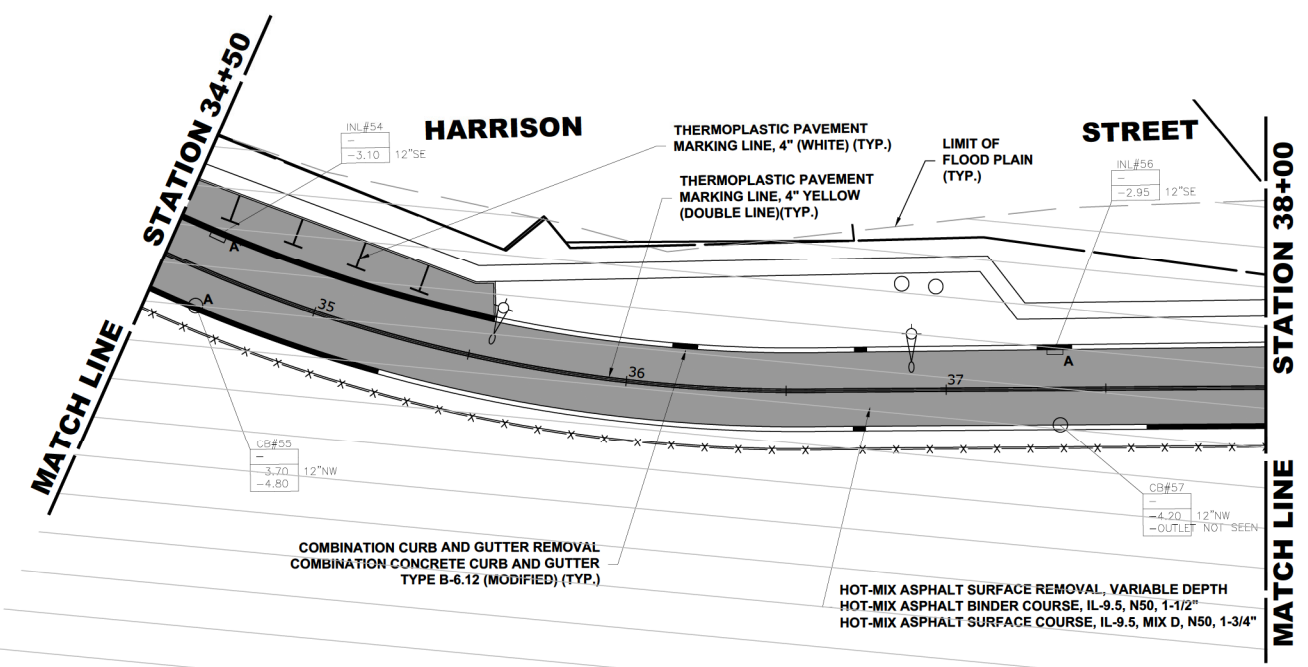 STATION 34+50
MATCH LINE
HARRISON
STREET
INL#54
-
-3.10 12"SE
THERMOPLASTIC PAVEMENT
MARKING LINE, 4" (WHITE) (TYP.)
THERMOPLASTIC PAVEMENT
MARKING LINE, 4" YELLOW
(DOUBLE LINE)(TYP.)
LIMIT OF
FLOOD PLAIN
(TYP.)
INL#56
-
-2.95 12"SE
STATION 38+00
MATCH LINE
A
A
35
36
37
A
CB#55
-
-3.70 12"NW
-4.80
CB#57
-
-4.20 12"NW
-OUTLET NOT SEEN
COMBINATION CURB AND GUTTER REMOVAL
COMBINATION CONCRETE CURB AND GUTTER
TYPE B-6.12 (MODIFIED) (TYP.)
HOT-MIX ASPHALT SURFACE REMOVAL, VARIABLE DEPTH
HOT-MIX ASPHALT BINDER COURSE, IL-9.5, N50, 1-1/2"
HOT-MIX ASPHALT SURFACE COURSE, IL-9.5, MIX D, N50, 1-3/4"